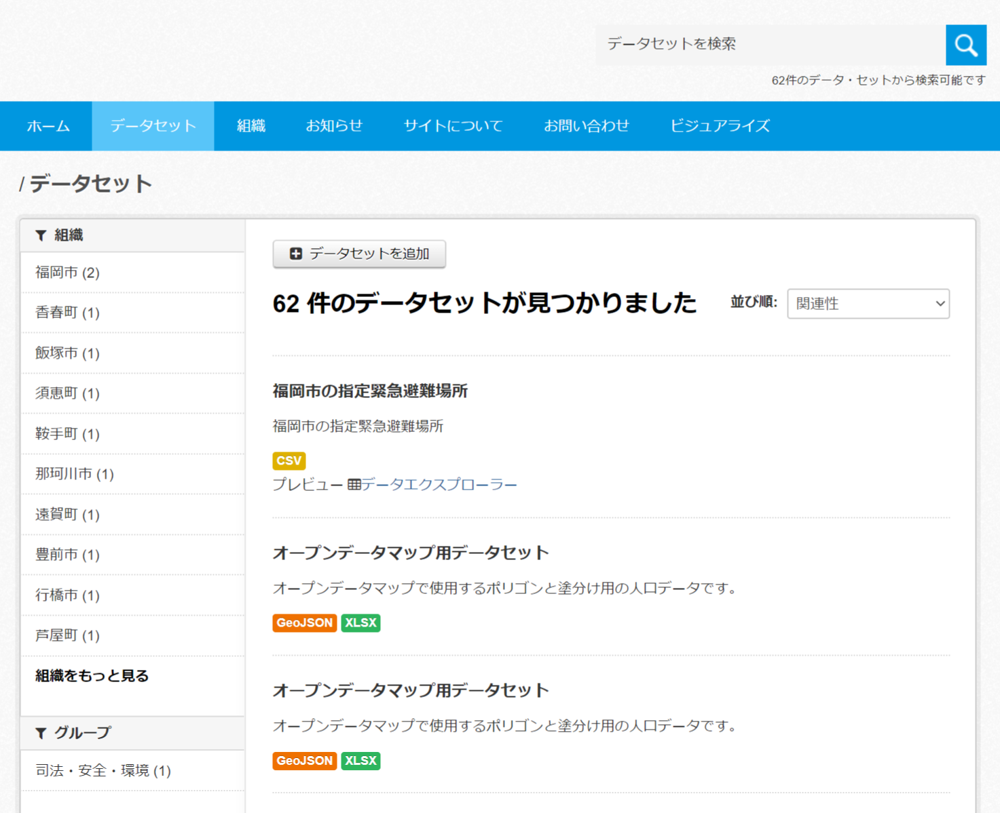 データセットを検索
62件のデータ・セットから検索可能です
ホーム データセット 組織 お知らせ サイトについて お問い合わせ ビジュアライズ
/ データセット
組織
福岡市 (2)
香春町 (1)
飯塚市 (1)
須恵町 (1)
鞍手町 (1)
那珂川市 (1)
遠賀町 (1)
豊前市 (1)
行橋市 (1)
芦屋町 (1)
組織をもっと見る
グループ
司法・安全・環境 (1)
データセットを追加
62 件のデータセットが見つかりました
並び順: 関連性
福岡市の指定緊急避難場所
福岡市の指定緊急避難場所
CSV
プレビュー データエクスプローラー
オープンデータマップ用データセット
オープンデータマップで使用するポリゴンと塗分け用の人口データです。
GeoJSON XLSX
オープンデータマップ用データセット
オープンデータマップで使用するポリゴンと塗分け用の人口データです。
GeoJSON XLSX